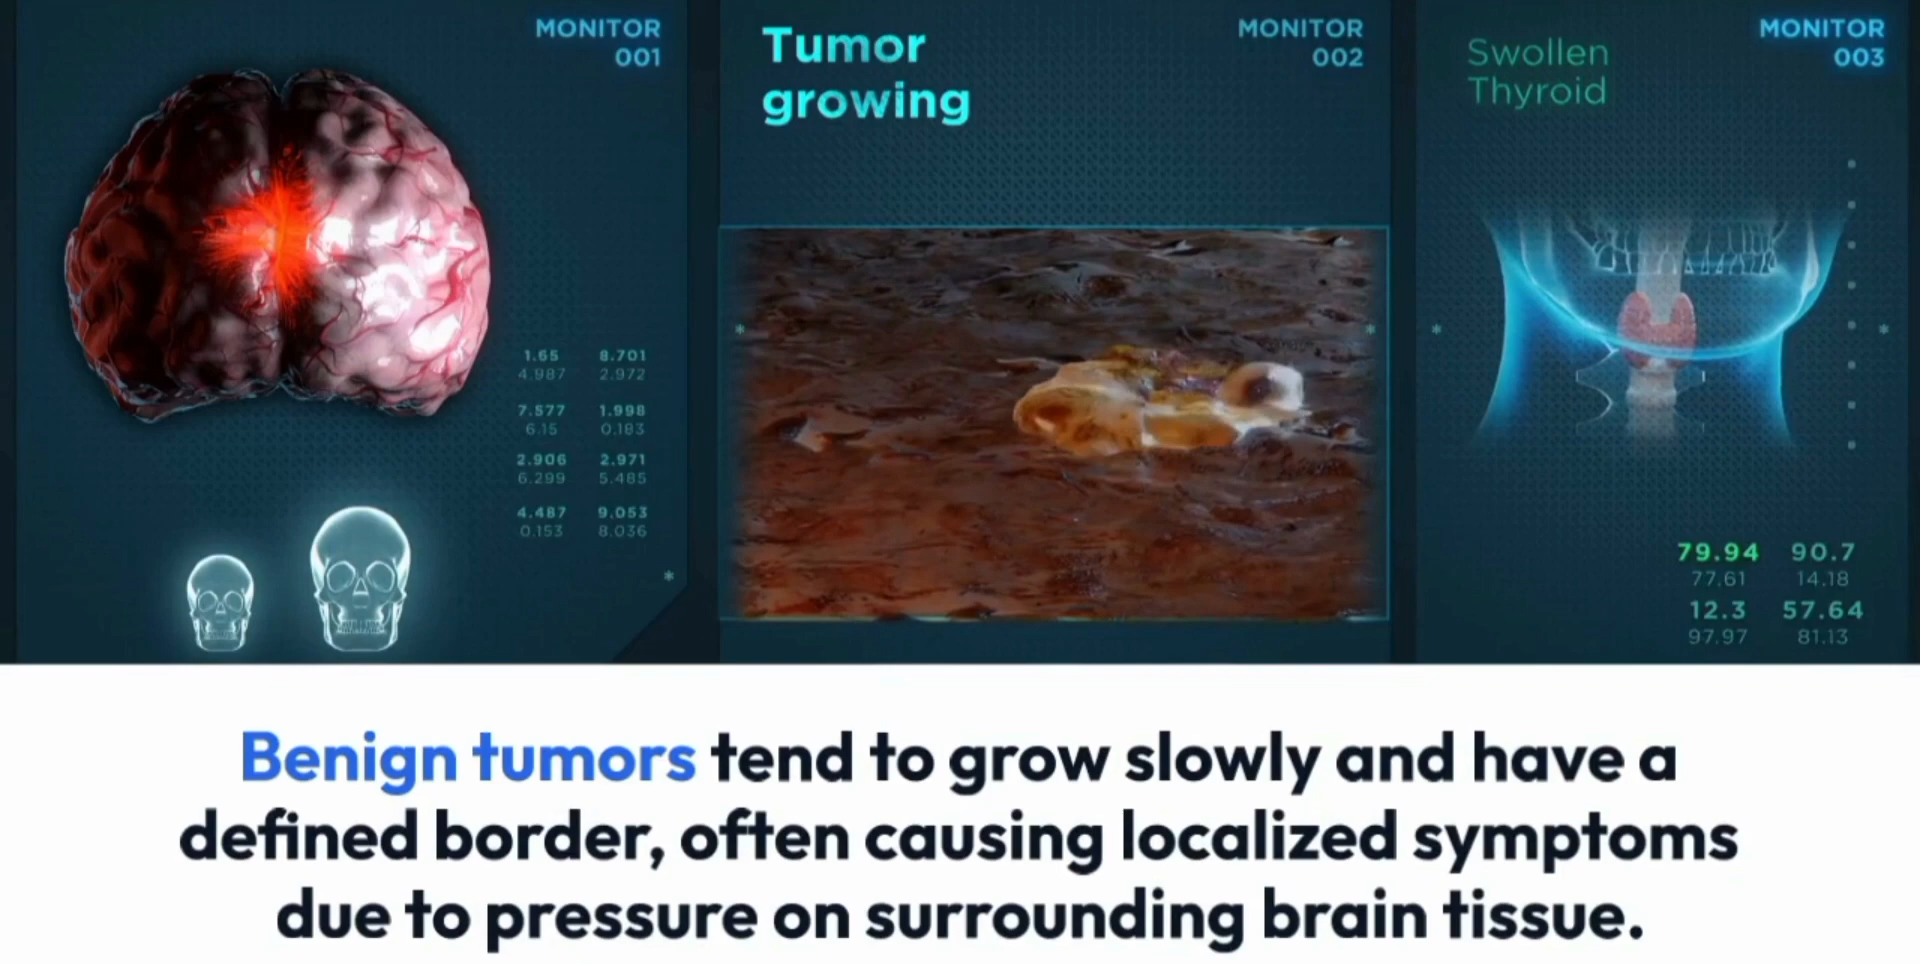 MONITOR
001
1.65 8.701
4.987 2.972
7.577 1.998
6.15 0.183
2.906 2.971
6.299 5.485
4.487 9.053
0.153 8.036
Tumor
growing
MONITOR
002
Swollen
Thyroid
MONITOR
003
79.94 90.7
77.61 14.18
12.3 57.64
97.97 81.13
Benign tumors tend to grow slowly and have a
defined border, often causing localized symptoms
due to pressure on surrounding brain tissue.